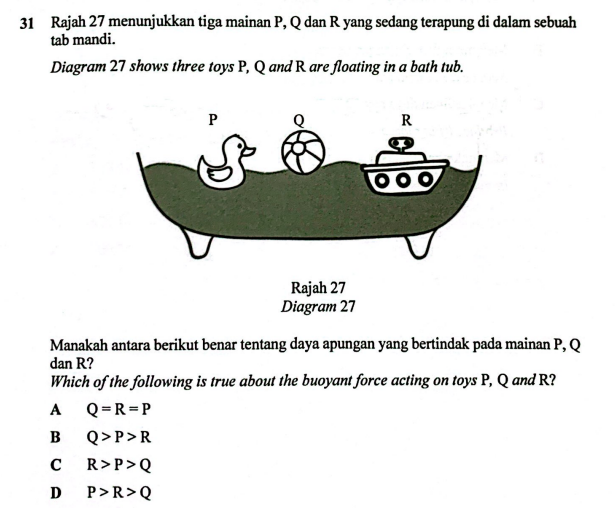 31 Rajah 27 menunjukkan tiga mainan P, Q dan R yang sedang terapung di dalam sebuah
tab mandi.
Diagram 27 shows three toys P, Q and R are floating in a bath tub.
P Q R
Rajah 27
Diagram 27
Manakah antara berikut benar tentang daya apungan yang bertindak pada mainan P, Q
dan R?
Which of the following is true about the buoyant force acting on toys P, Q and R?
A Q = R = P
B Q > P > R
C R > P > Q
D P > R > Q